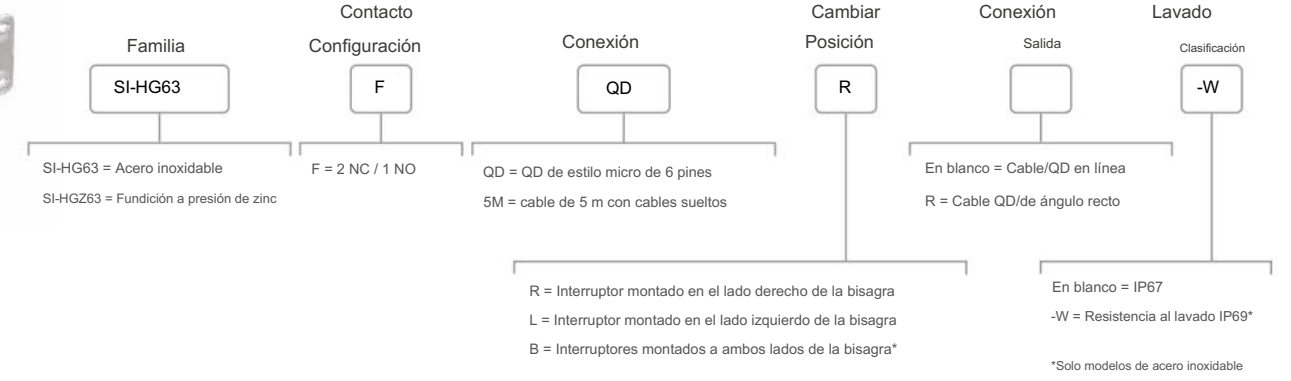 Familia
Contacto
Configuración
Conexión
Cambiar
Posición
Conexión
Salida
Lavado
Clasificación
SI-HG63
F
QD
R
-W
SI-HG63 = Acero inoxidable
SI-HGZ63 = Fundición a presión de zinc
F = 2 NC / 1 NO
QD = QD de estilo micro de 6 pines
5M = cable de 5 m con cables sueltos
En blanco = Cable/QD en línea
R = Cable QD/de ángulo recto
R = Interruptor montado en el lado derecho de la bisagra
L = Interruptor montado en el lado izquierdo de la bisagra
B = Interruptores montados a ambos lados de la bisagra*
En blanco = IP67
-W = Resistencia al lavado IP69*
*Solo modelos de acero inoxidable